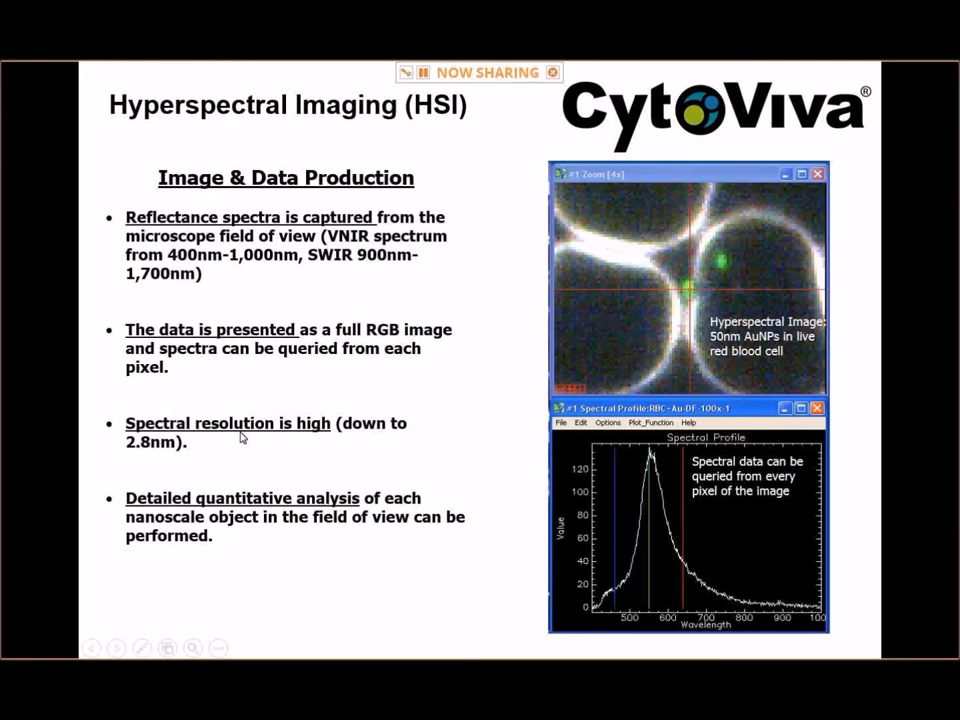 NOW SHARING
Hyperspectral Imaging (HSI)
CytoViva®
Image & Data Production
• Reflectance spectra is captured from the
microscope field of view (VNIR spectrum
from 400nm-1,000nm, SWIR 900nm-
1,700nm)
• The data is presented as a full RGB image
and spectra can be queried from each
pixel.
• Spectral resolution is high (down to
2.8nm).
• Detailed quantitative analysis of each
nanoscale object in the field of view can be
performed.
#1 Zoom [4x]
Hyperspectral Image:
50nm AuNPs in live
red blood cell
#1 Spectral Profile:RBC-Au-DF-100x-1
File Edit Options Plot_Function Help
Spectral Profile
Spectral data can be
queried from every
pixel of the image
Value
120
100
80
60
40
20
0
500 600 700 800 900 100
Wavelength